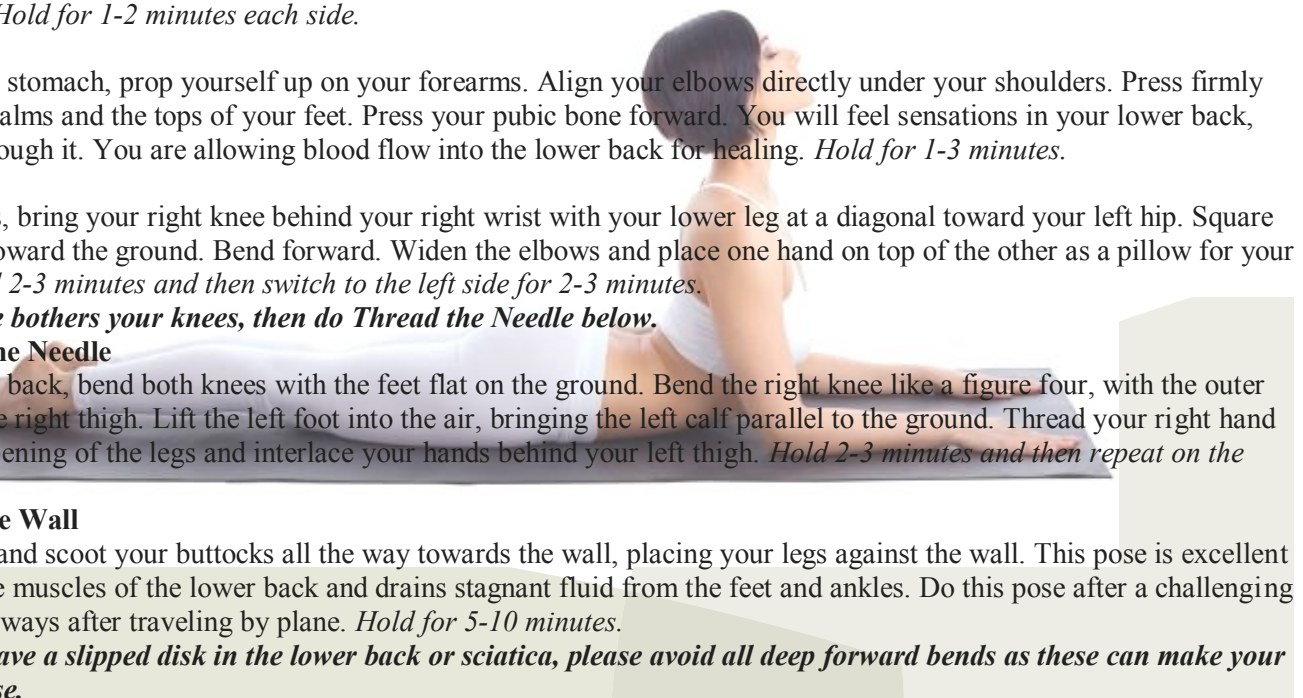 Hold for 1-2 minutes each side.
stomach, prop yourself up on your forearms. Align your elbows directly under your shoulders. Press firmly
alms and the tops of your feet. Press your pubic bone forward. You will feel sensations in your lower back,
ough it. You are allowing blood flow into the lower back for healing. Hold for 1-3 minutes.
, bring your right knee behind your right wrist with your lower leg at a diagonal toward your left hip. Square
oward the ground. Bend forward. Widen the elbows and place one hand on top of the other as a pillow for your
2-3 minutes and then switch to the left side for 2-3 minutes.
e bothers your knees, then do Thread the Needle below.
he Needle
back, bend both knees with the feet flat on the ground. Bend the right knee like a figure four, with the outer
e right thigh. Lift the left foot into the air, bringing the left calf parallel to the ground. Thread your right hand
pening of the legs and interlace your hands behind your left thigh. Hold 2-3 minutes and then repeat on the
e Wall
and scoot your buttocks all the way towards the wall, placing your legs against the wall. This pose is excellent
e muscles of the lower back and drains stagnant fluid from the feet and ankles. Do this pose after a challenging
ways after traveling by plane. Hold for 5-10 minutes.
ave a slipped disk in the lower back or sciatica, please avoid all deep forward bends as these can make your
se.